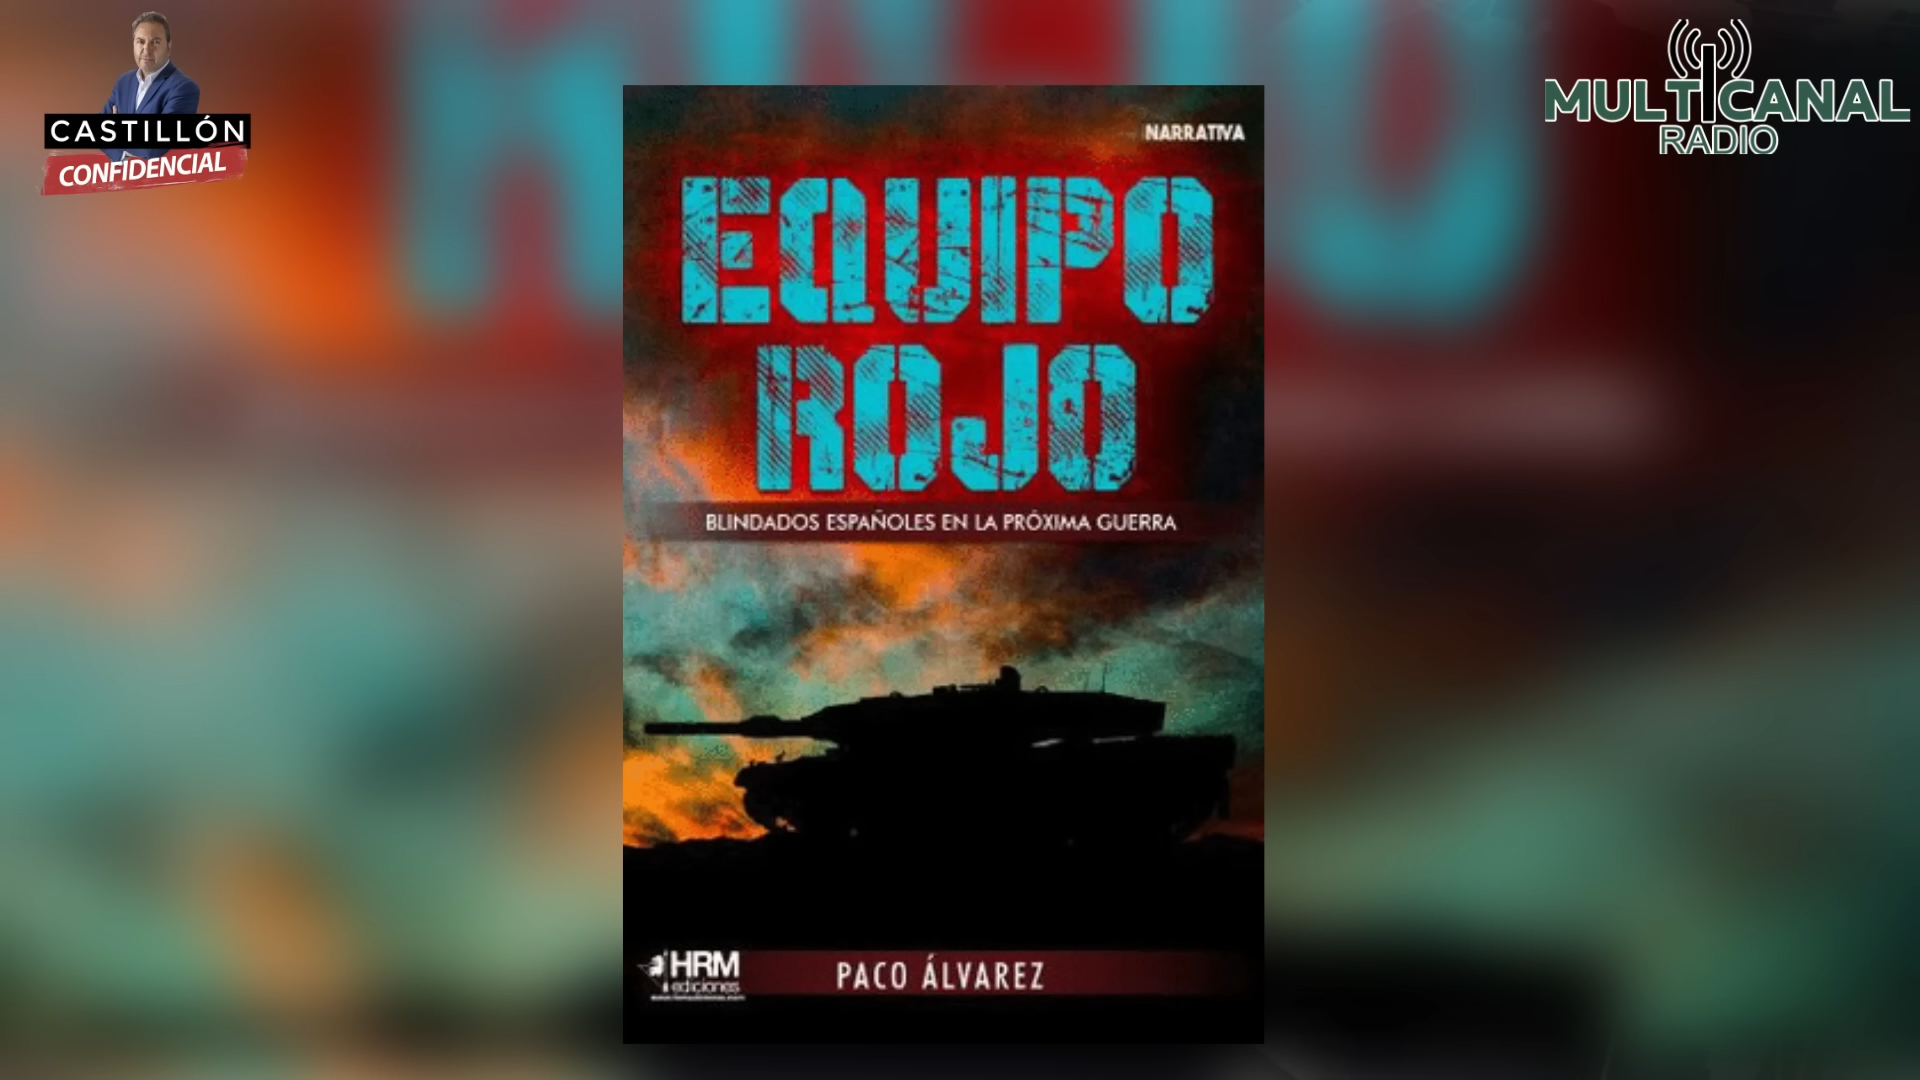 CASTILLÓN
CONFIDENCIAL
MULTICANAL
RADIO
NARRATIVA
EQUIPO
ROJO
BLINDADOS ESPAÑOLES EN LA PRÓXIMA GUERRA
HRM
ediciones
PACO ÁLVAREZ